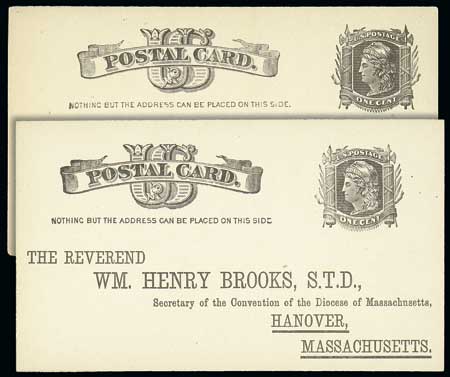 US
POSTAL CARD.
NOTHING BUT THE ADDRESS CAN BE PLACED ON THIS SIDE.
U.S. POSTAGE
ONE CENT
US
POSTAL CARD.
NOTHING BUT THE ADDRESS CAN BE PLACED ON THIS SIDE.
U.S. POSTAGE
ONE CENT
THE REVEREND
WM. HENRY BROOKS, S.T.D.,
Secretary of the Convention of the Diocese of Massachusetts,
HANOVER,
MASSACHUSETTS.